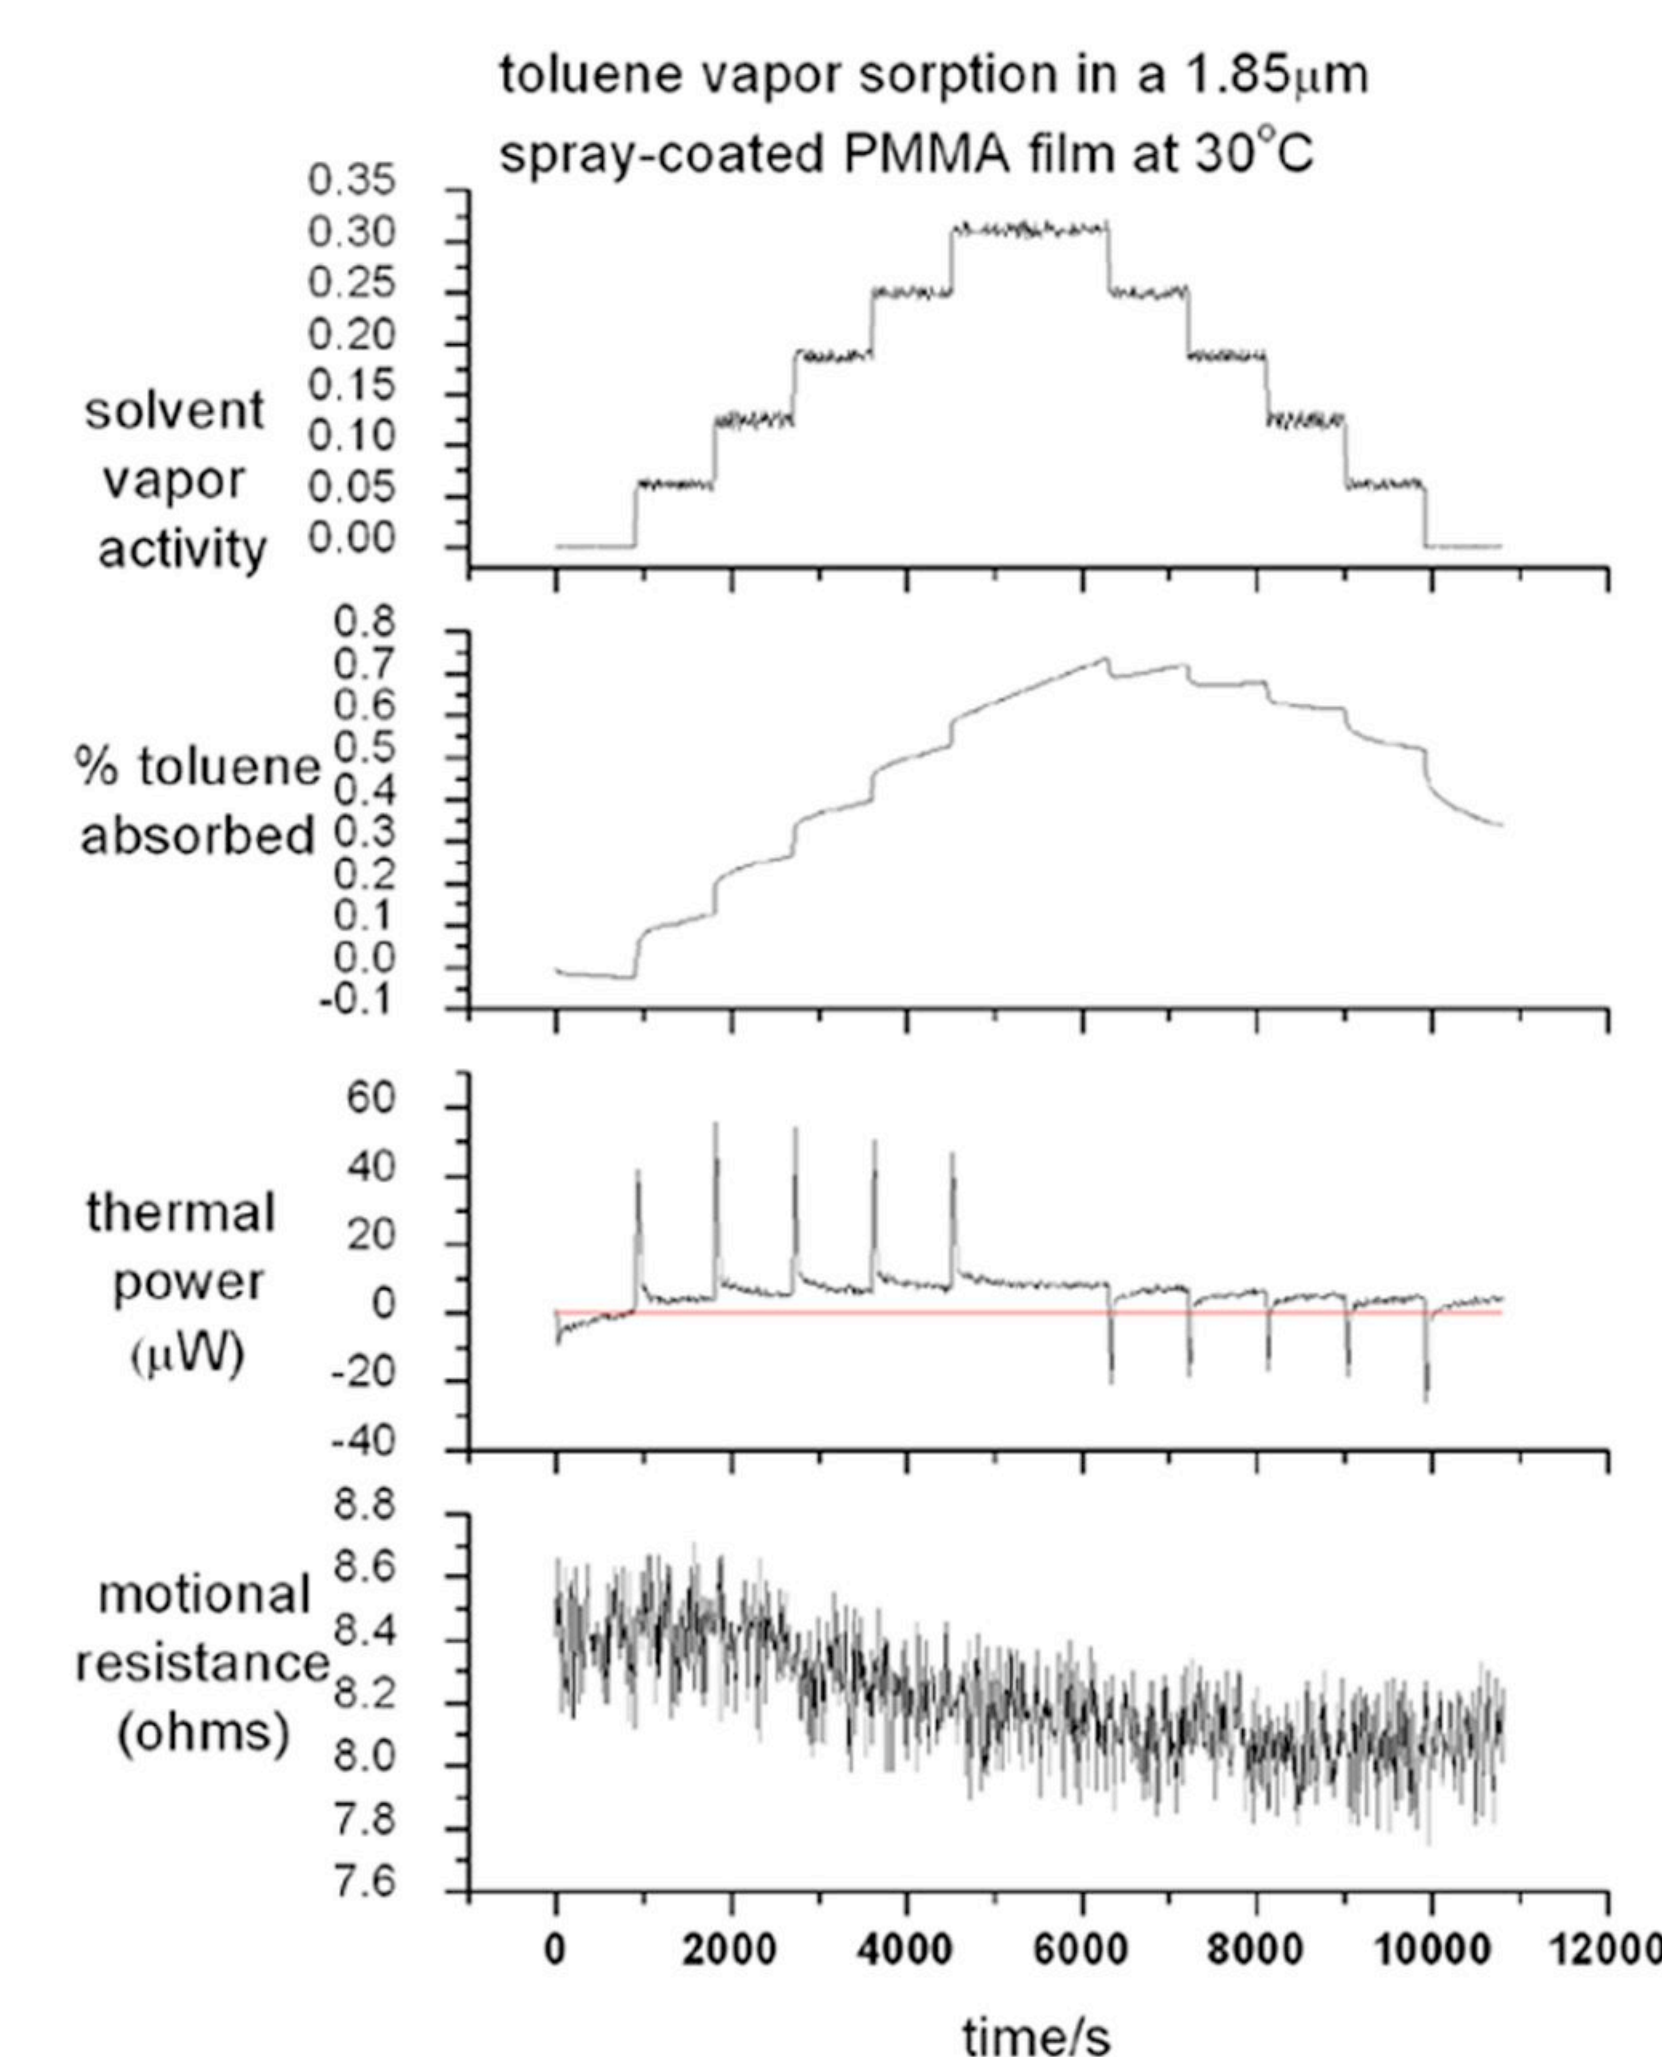 toluene vapor sorption in a 1.85μm
spray-coated PMMA film at 30°C
0.35
0.30
0.25
0.20
0.15
0.10
0.05
0.00
solvent
vapor
activity
0.8
0.7
0.6
0.5
0.4
0.3
0.2
0.1
0.0
-0.1
% toluene
absorbed
60
40
20
0
-20
-40
thermal
power
(μW)
8.8
8.6
8.4
8.2
8.0
7.8
7.6
motional
resistance
(ohms)
0 2000 4000 6000 8000 10000 12000
time/s